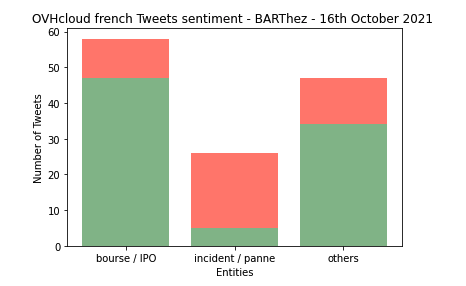 OVHcloud french Tweets sentiment - BARThez - 16th October 2021
60
50
40
30
20
10
0
Number of Tweets
bourse / IPO
incident / panne
others
Entities